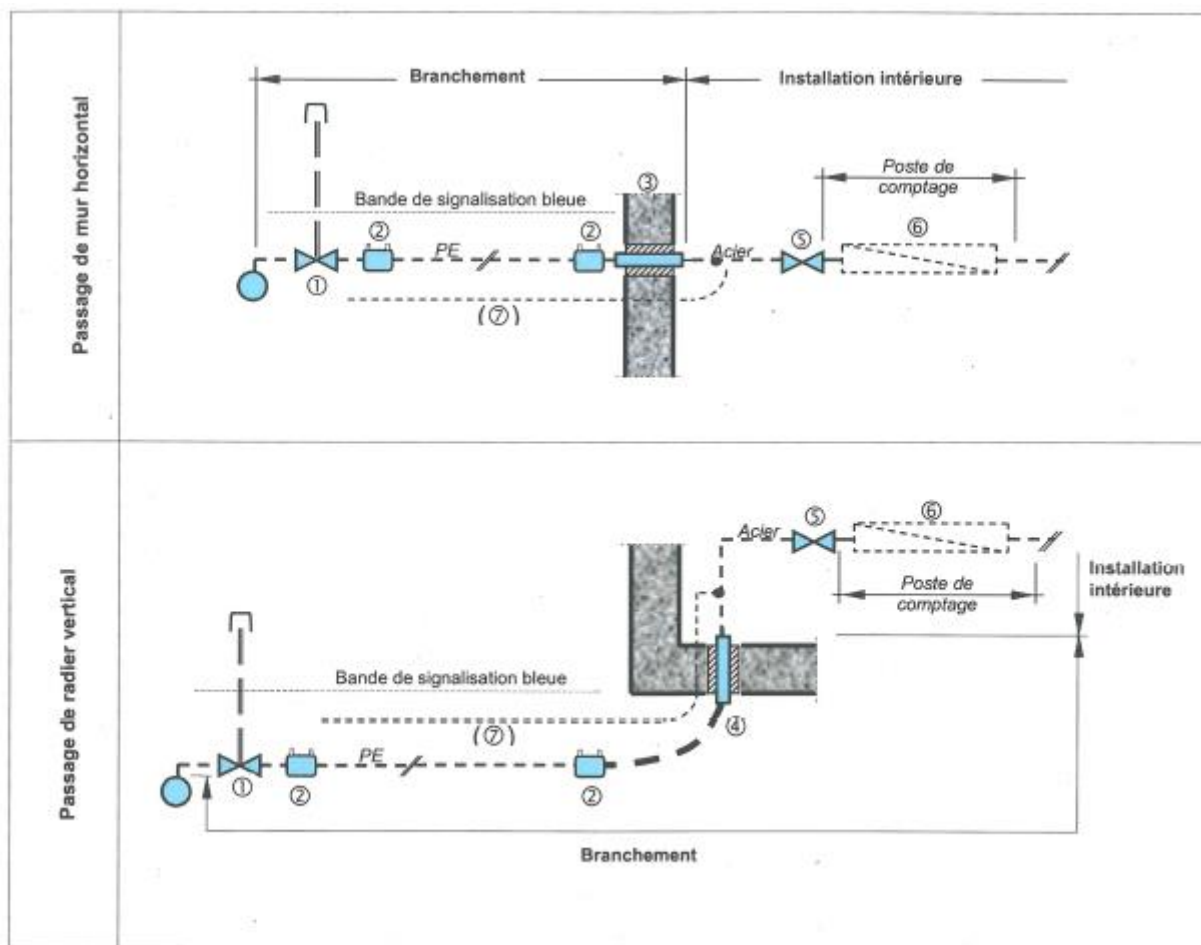 Passage de mur horizontal
Branchement
Installation intérieure
Poste de
comptage
③
Bande de signalisation bleue
②
②
⑤
⑥
PE
Acier
①
(⑦)
Passage de radier vertical
⑤
⑥
Acier
Installation
intérieure
Poste de
comptage
Bande de signalisation bleue
(⑦)
④
PE
①
②
②
Branchement